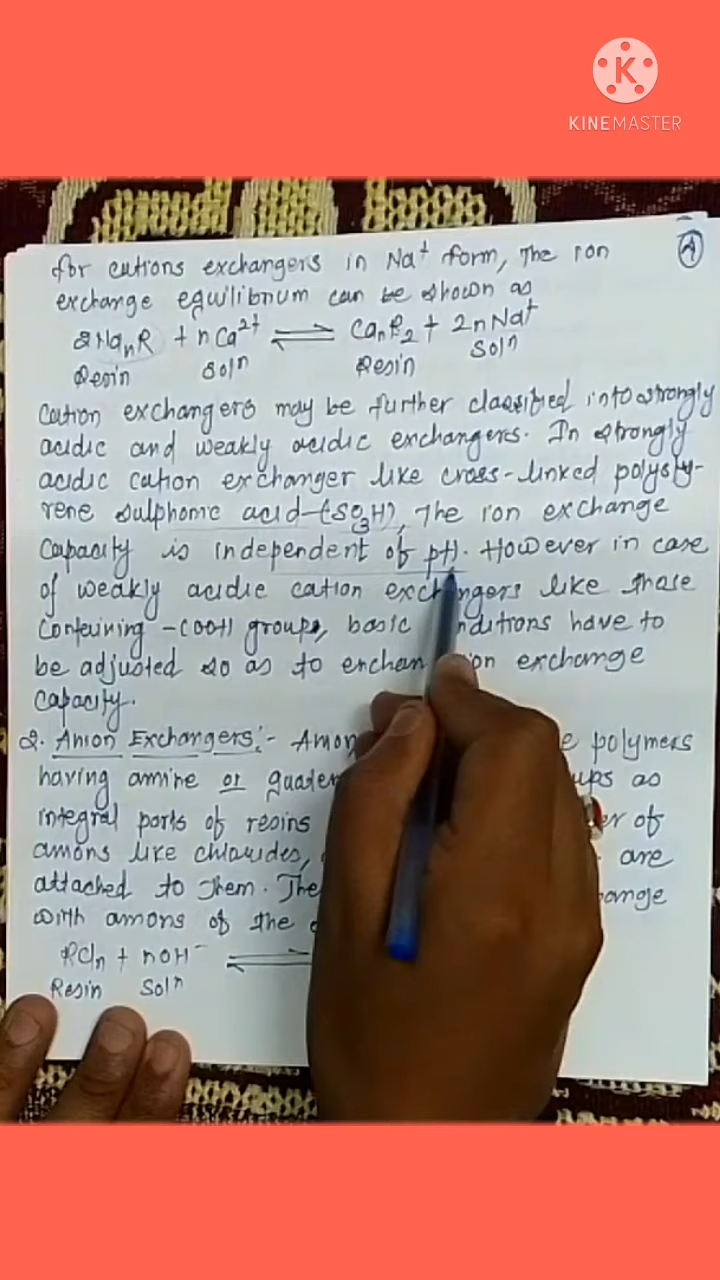 KINEMASTER
for cations exchangers in Na⁺ form, The ion
exchange equilibrium can be shown as
2NaₙR + nCa²⁺ ⇌ CaₙR₂ + 2nNa⁺
Resin Solⁿ Resin Solⁿ
Cation exchangers may be further classified into strongly
acidic and weakly acidic exchangers. In strongly
acidic cation exchanger like cross-linked polysty-
rene sulphonic acid-(SO₃H), The ion exchange
capacity is independent of pH. However in case
of weakly acidic cation exchangers like those
containing -COOH groups, basic have to
be adjusted so as to ion exchange
capacity.
2. Anion Exchangers:- polymers
having amine or as
integral parts of resins of
anions like chlorides, are
attached to them. The
with anions of the
RClₙ + nOH⁻ ⇌
Resin Solⁿ